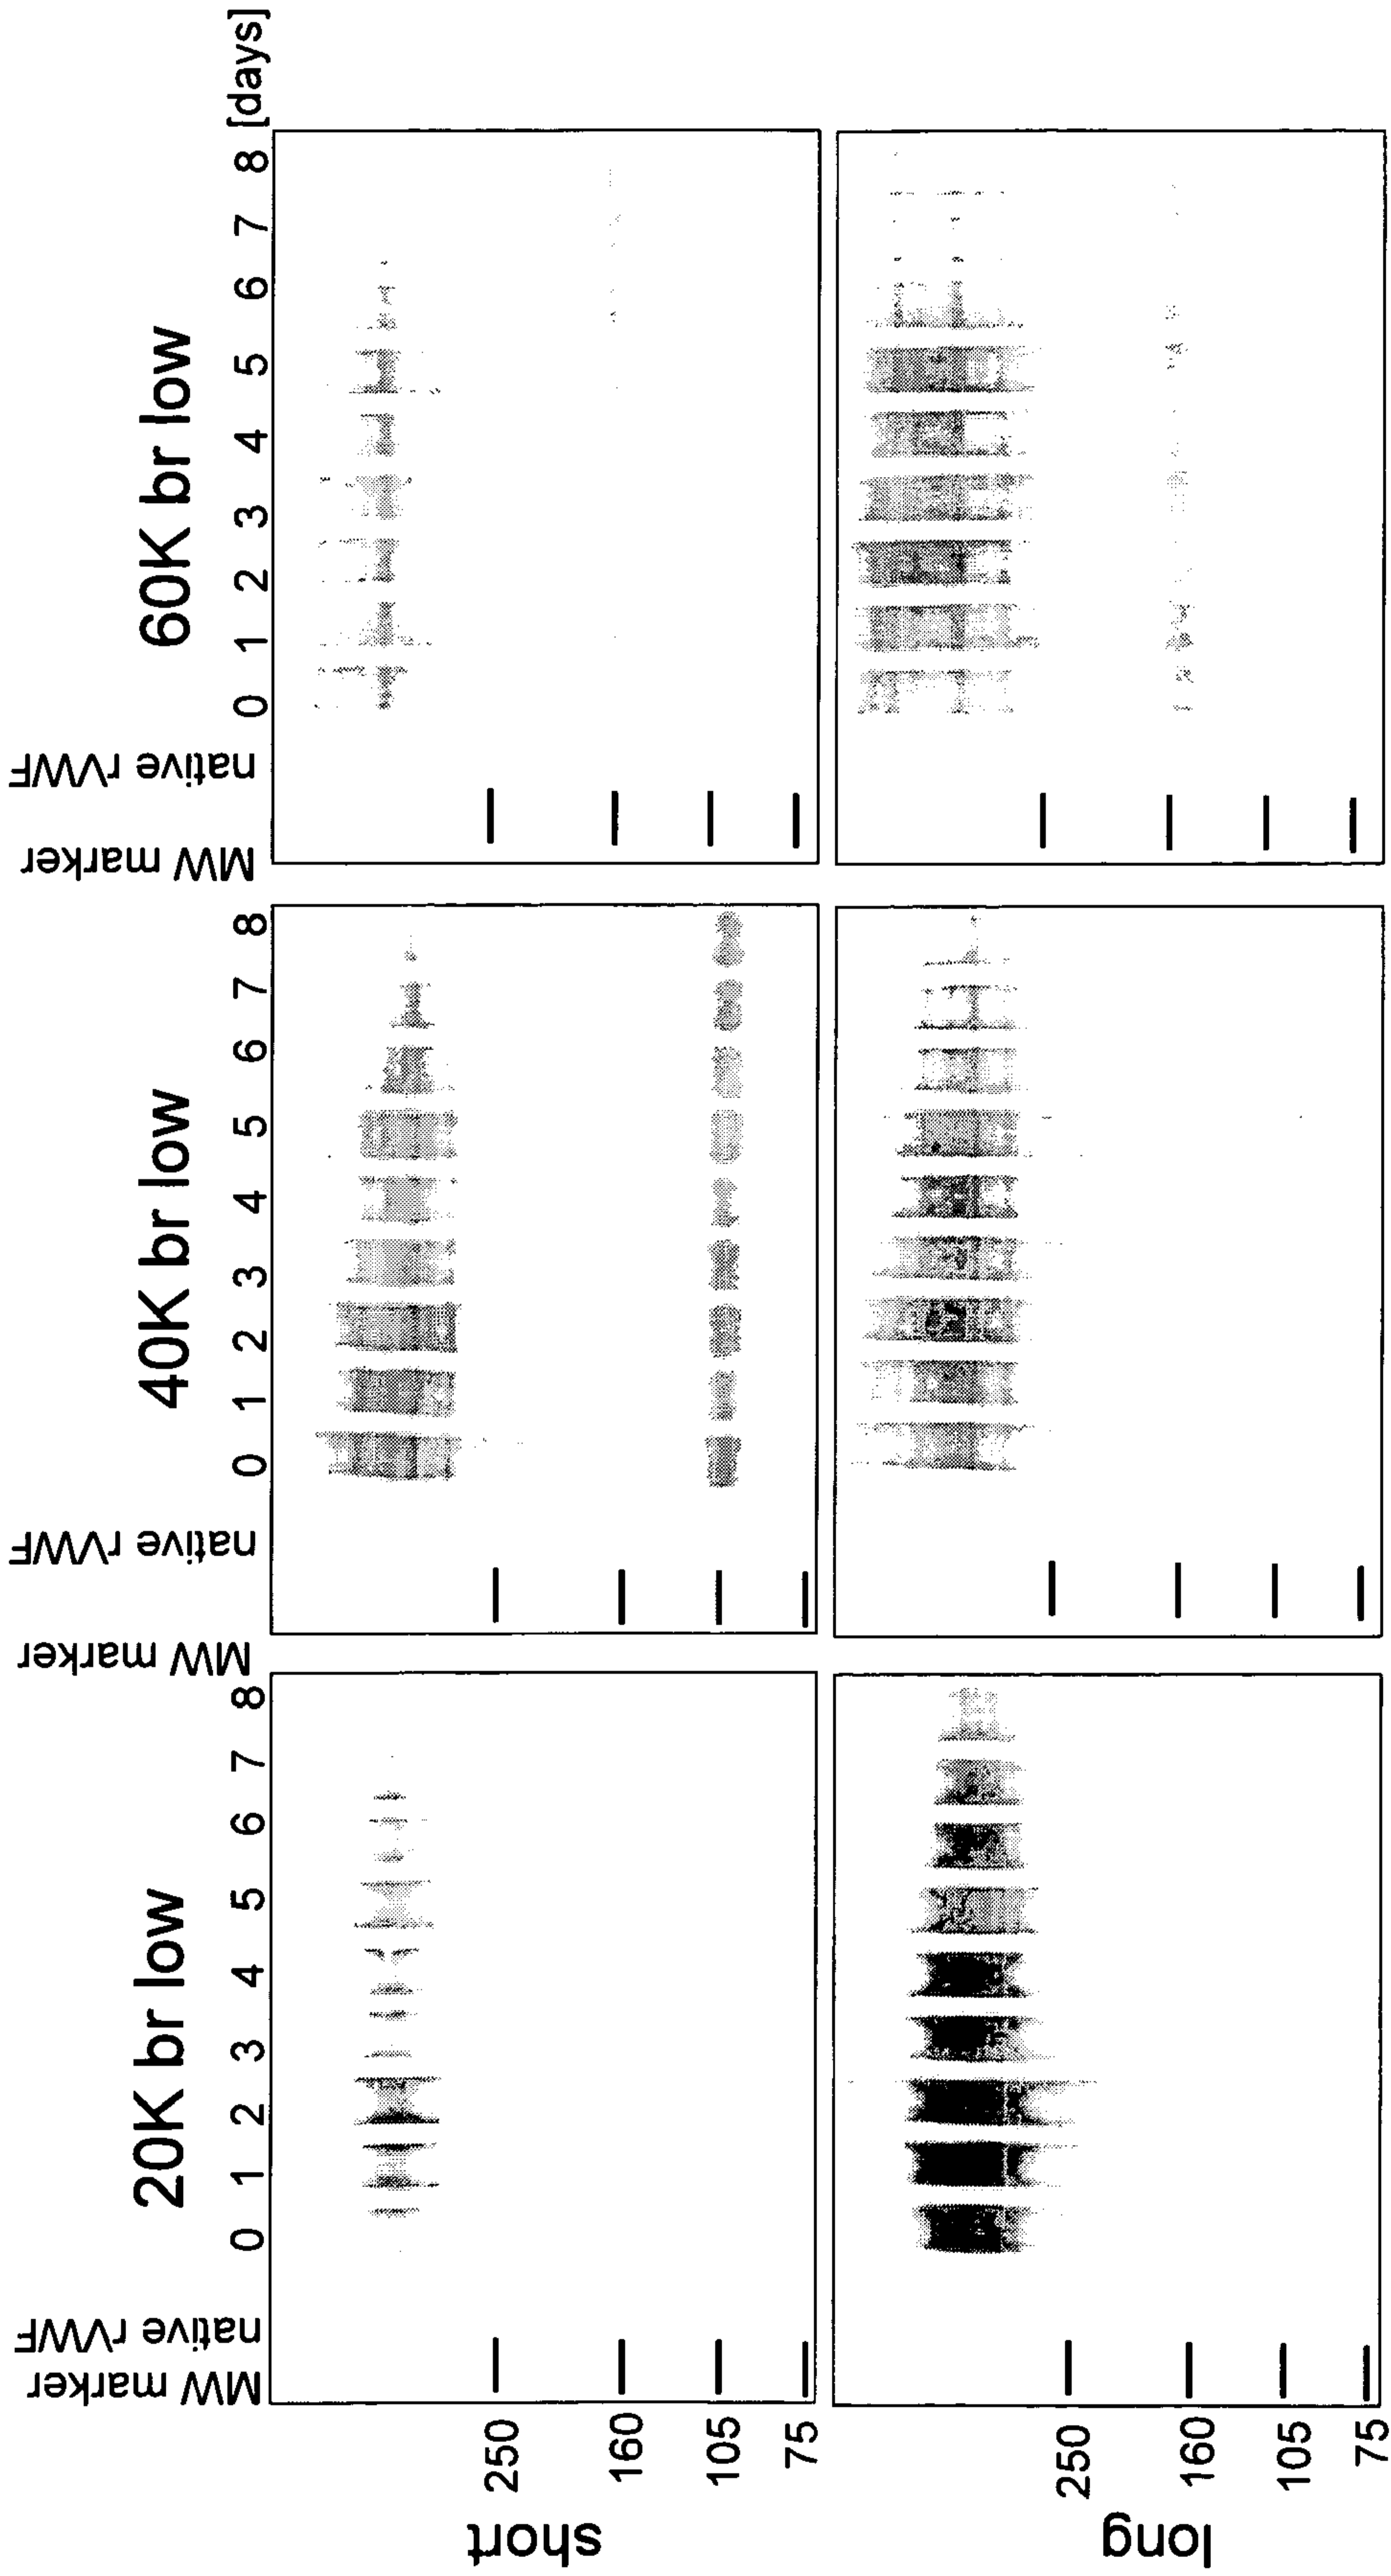 20K br low
40K br low
60K br low
MW marker
native rVWF
0 1 2 3 4 5 6 7 8
MW marker
native rVWF
0 1 2 3 4 5 6 7 8
MW marker
native rVWF
0 1 2 3 4 5 6 7 8 [days]
short
250
160
105
75
long
250
160
105
75